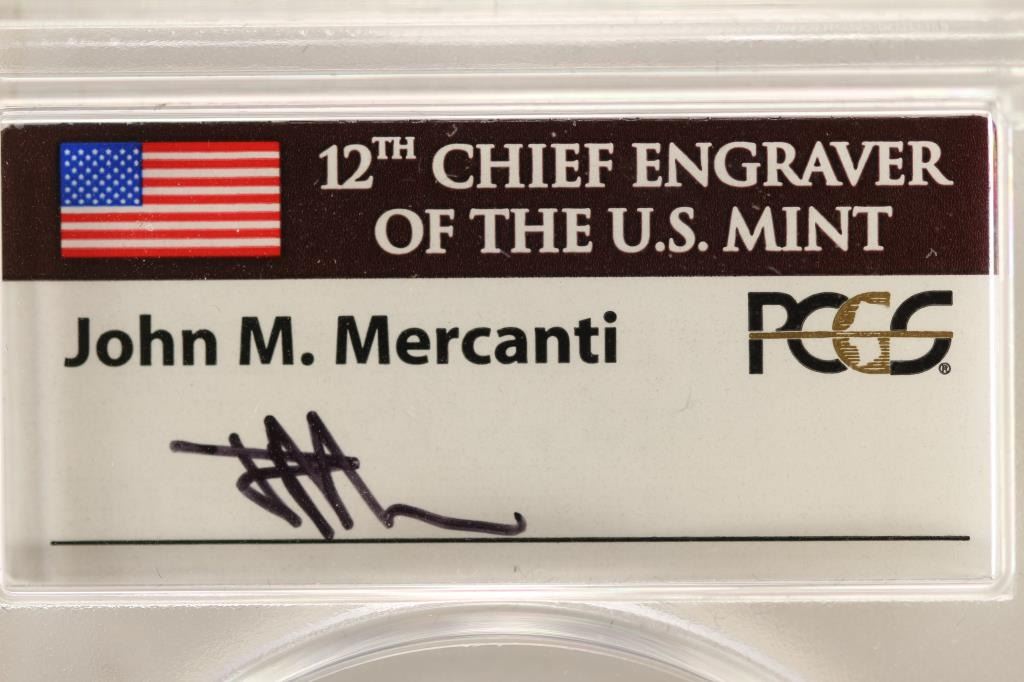 12TH CHIEF ENGRAVER
OF THE U.S. MINT
John M. Mercanti
PCGS®